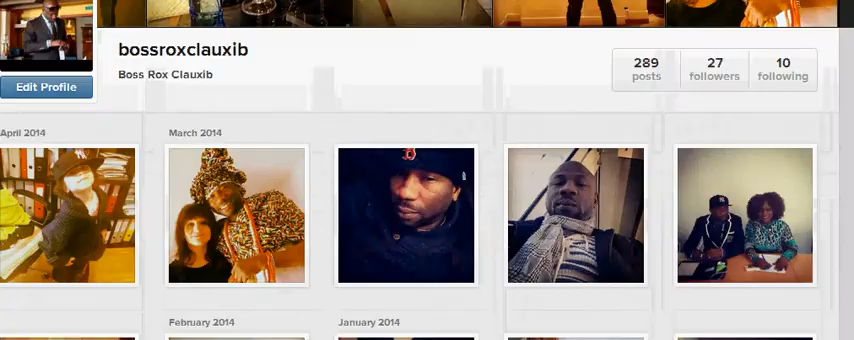 bossroxclauxib
Boss Rox Clauxib
Edit Profile
289 27 10
posts followers following
April 2014 March 2014
February 2014 January 2014